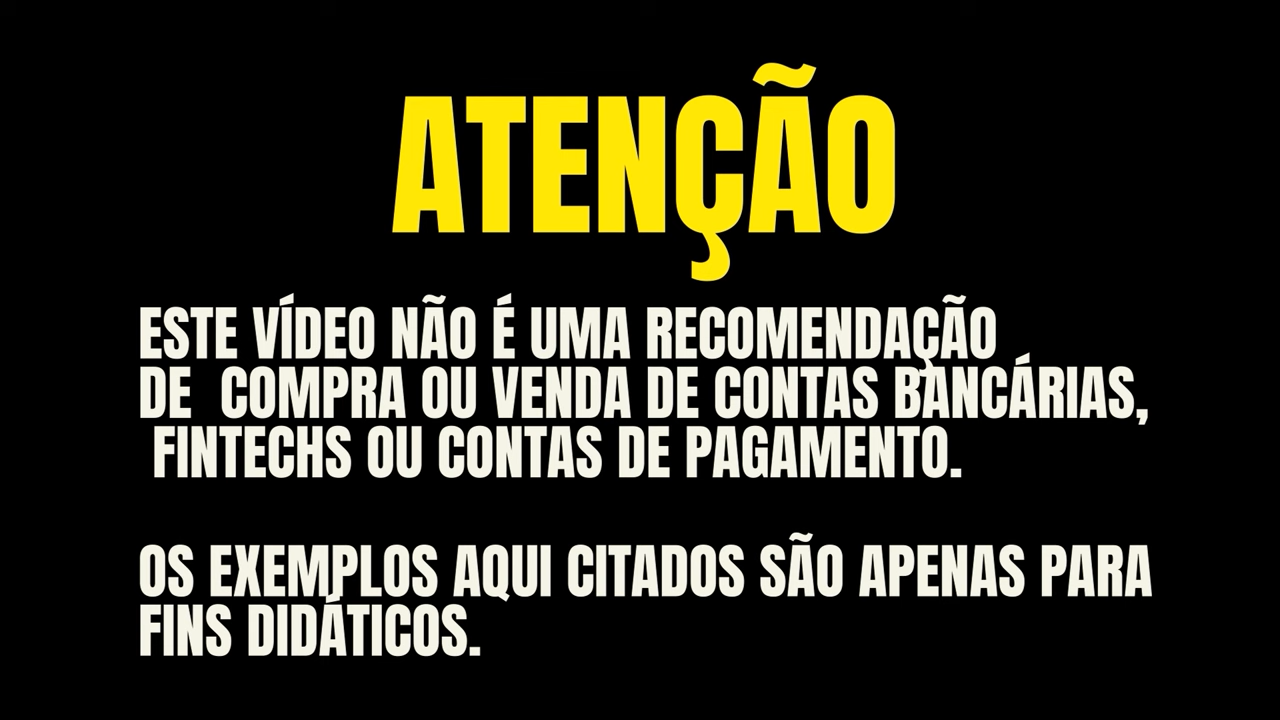 ATENÇÃO
ESTE VÍDEO NÃO É UMA RECOMENDAÇÃO
DE COMPRA OU VENDA DE CONTAS BANCÁRIAS,
FINTECHS OU CONTAS DE PAGAMENTO.
OS EXEMPLOS AQUI CITADOS SÃO APENAS PARA
FINS DIDÁTICOS.